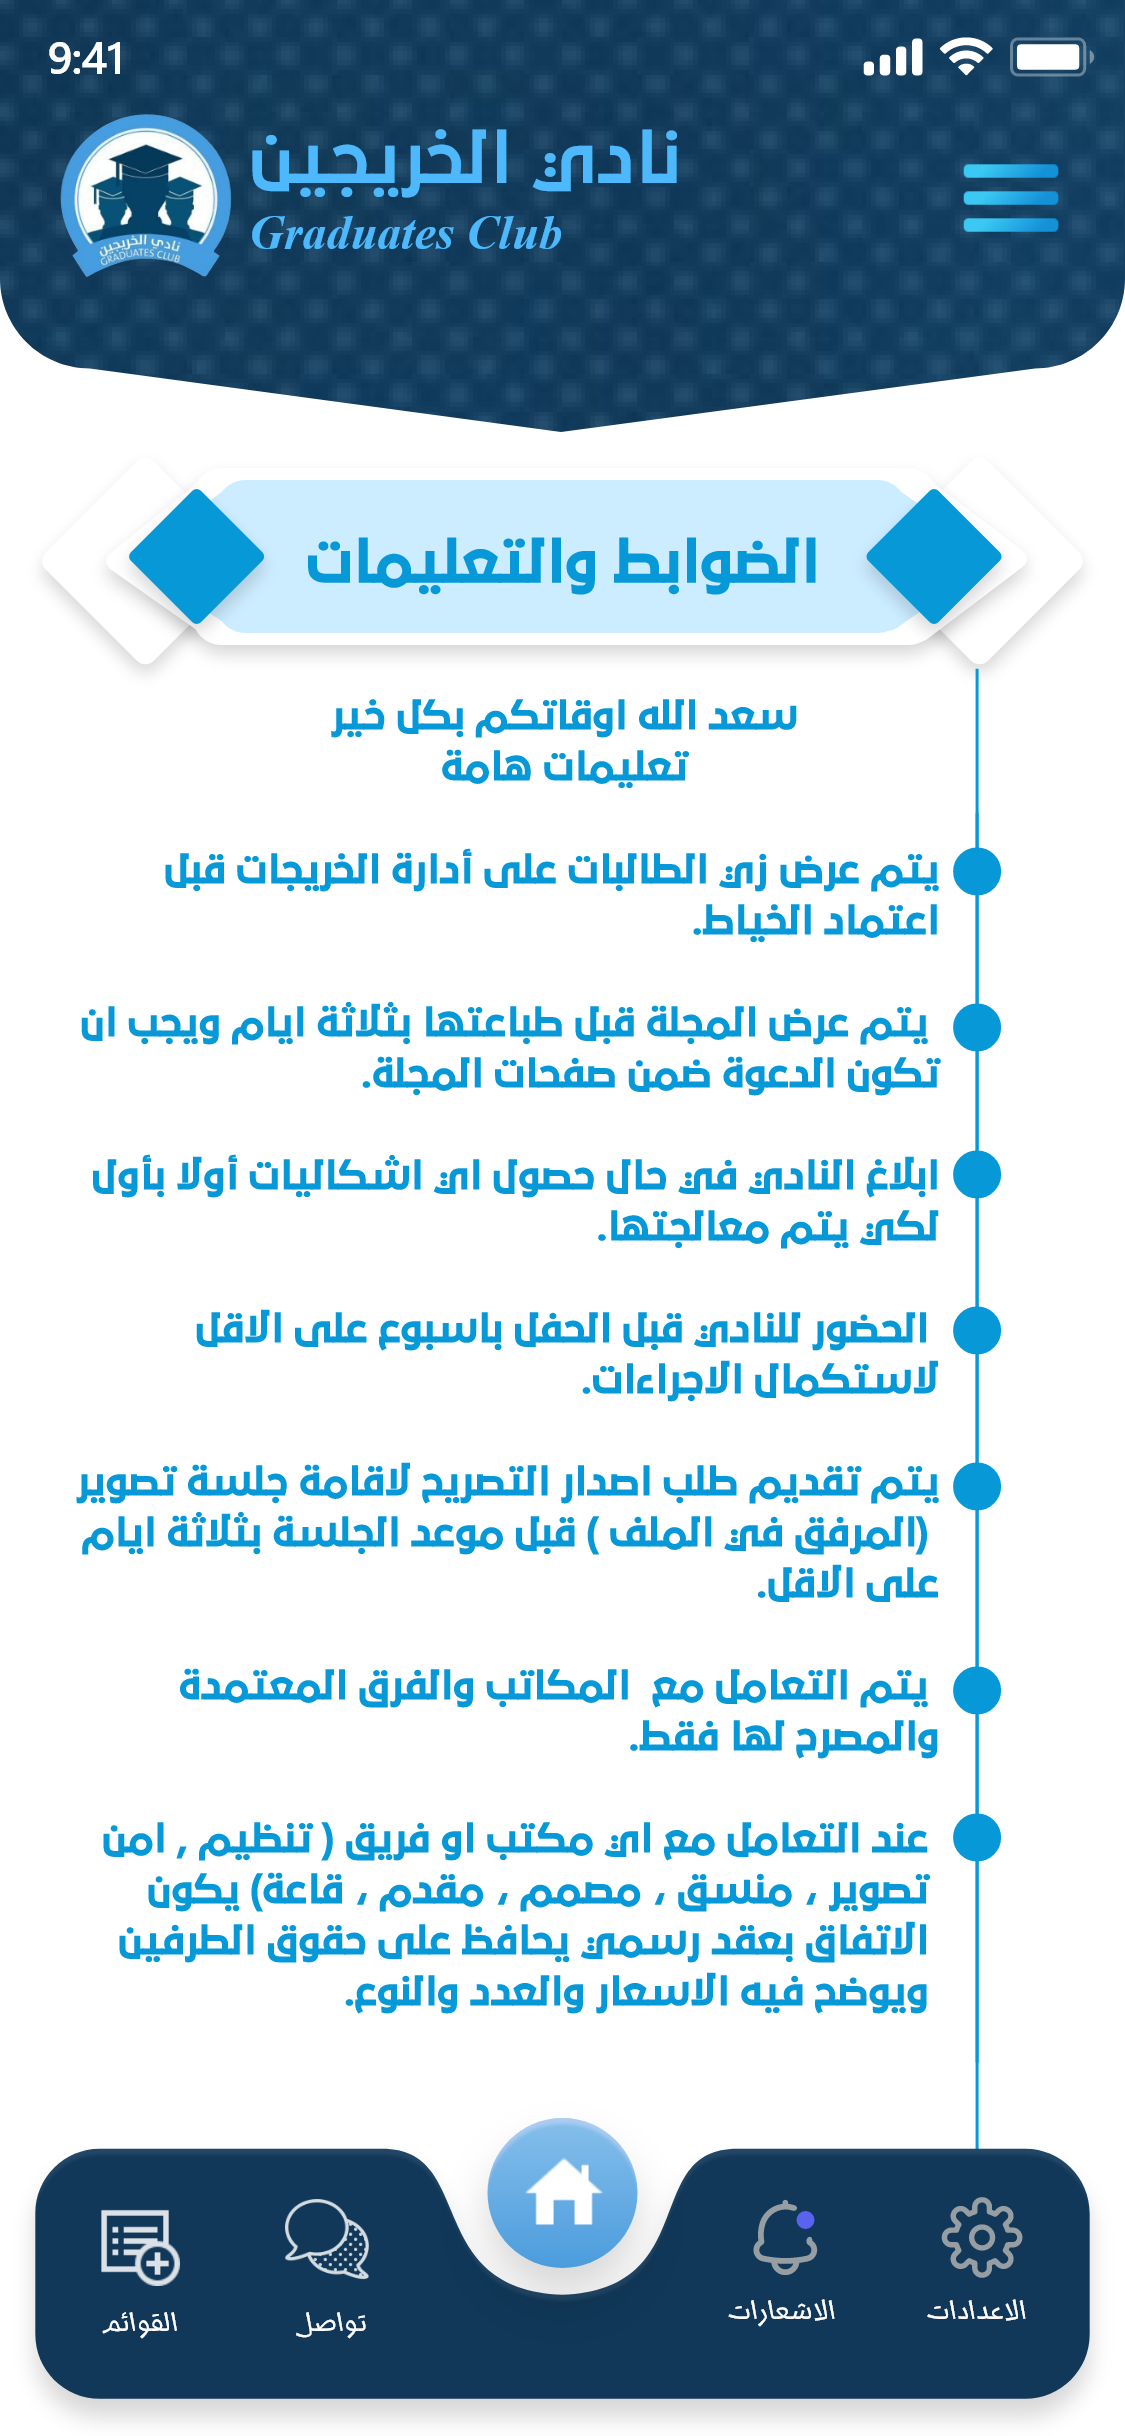 9:41
نادي الخريجين
Graduates Club
نادي الخريجين
GRADUATES CLUB
الضوابط والتعليمات
سعد الله اوقاتكم بكل خير
تعليمات هامة
يتم عرض زي الطالبات على أدارة الخريجات قبل
اعتماد الخياط.
يتم عرض المجلة قبل طباعتها بثلاثة ايام ويجب ان
تكون الدعوة ضمن صفحات المجلة.
ابلاغ النادي في حال حصول اي اشكاليات أولا بأول
لكي يتم معالجتها.
الحضور للنادي قبل الحفل باسبوع على الاقل
لاستكمال الاجراءات.
يتم تقديم طلب اصدار التصريح لاقامة جلسة تصوير
(المرفق في الملف ) قبل موعد الجلسة بثلاثة ايام
على الاقل.
يتم التعامل مع المكاتب والفرق المعتمدة
والمصرح لها فقط.
عند التعامل مع اي مكتب او فريق ( تنظيم , امن
تصوير ، منسق ، مصمم ، مقدم ، قاعة) يكون
الاتفاق بعقد رسمي يحافظ على حقوق الطرفين
ويوضح فيه الاسعار والعدد والنوع.
الاعدادات
الاشعارات
تواصل
القوائم